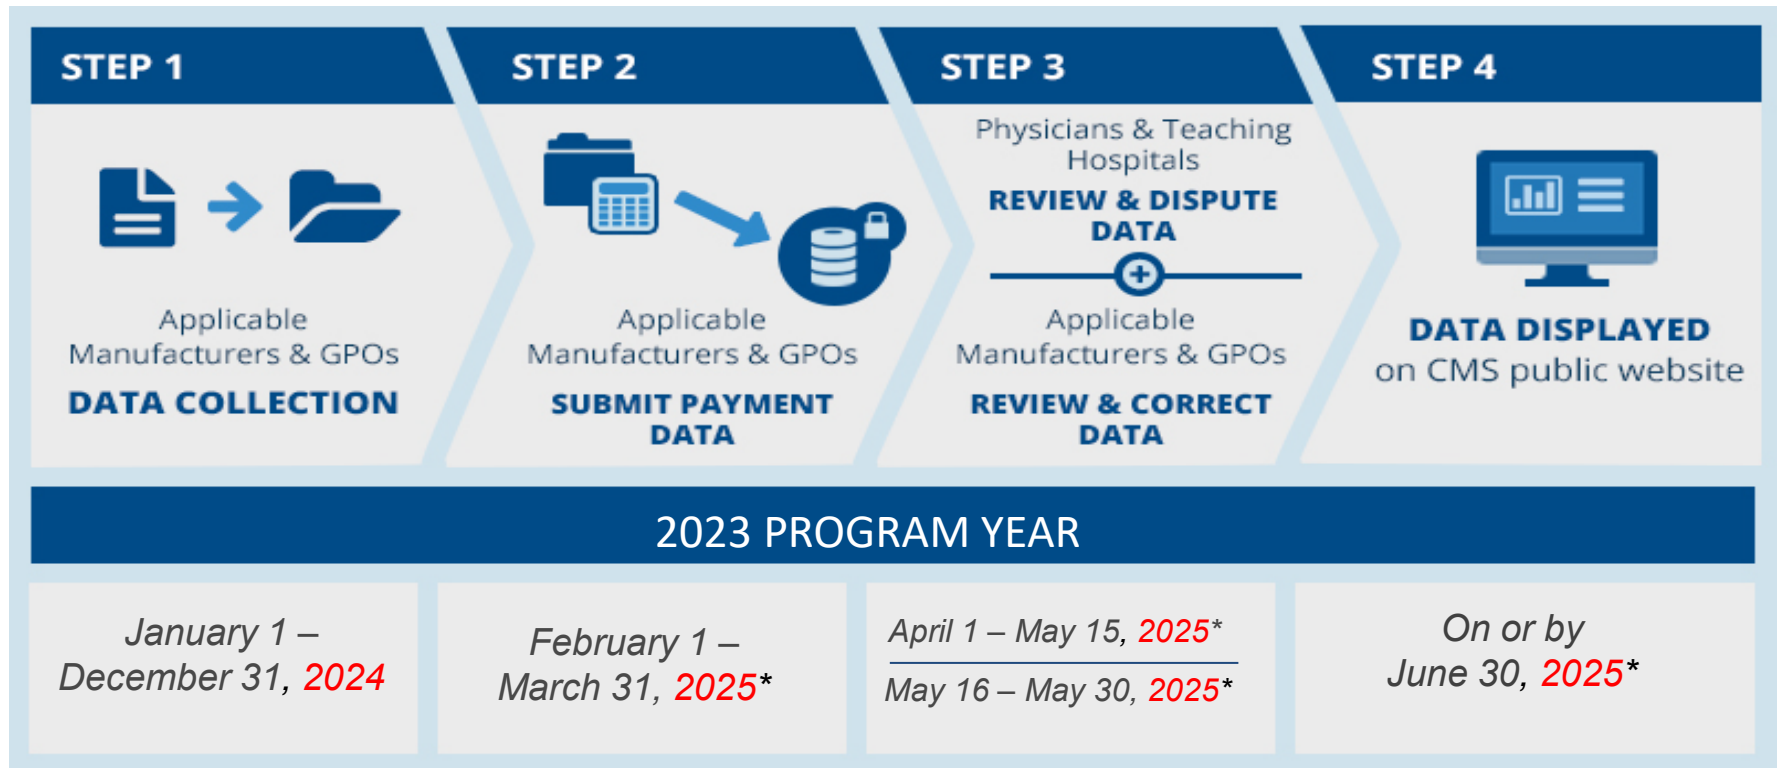 STEP 1
Applicable
Manufacturers & GPOs
DATA COLLECTION
STEP 2
Applicable
Manufacturers & GPOs
SUBMIT PAYMENT
DATA
STEP 3
Physicians & Teaching
Hospitals
REVIEW & DISPUTE
DATA
Applicable
Manufacturers & GPOs
REVIEW & CORRECT
DATA
STEP 4
DATA DISPLAYED
on CMS public website
2023 PROGRAM YEAR
January 1 –
December 31, 2024
February 1 –
March 31, 2025*
April 1 – May 15, 2025*
May 16 – May 30, 2025*
On or by
June 30, 2025*